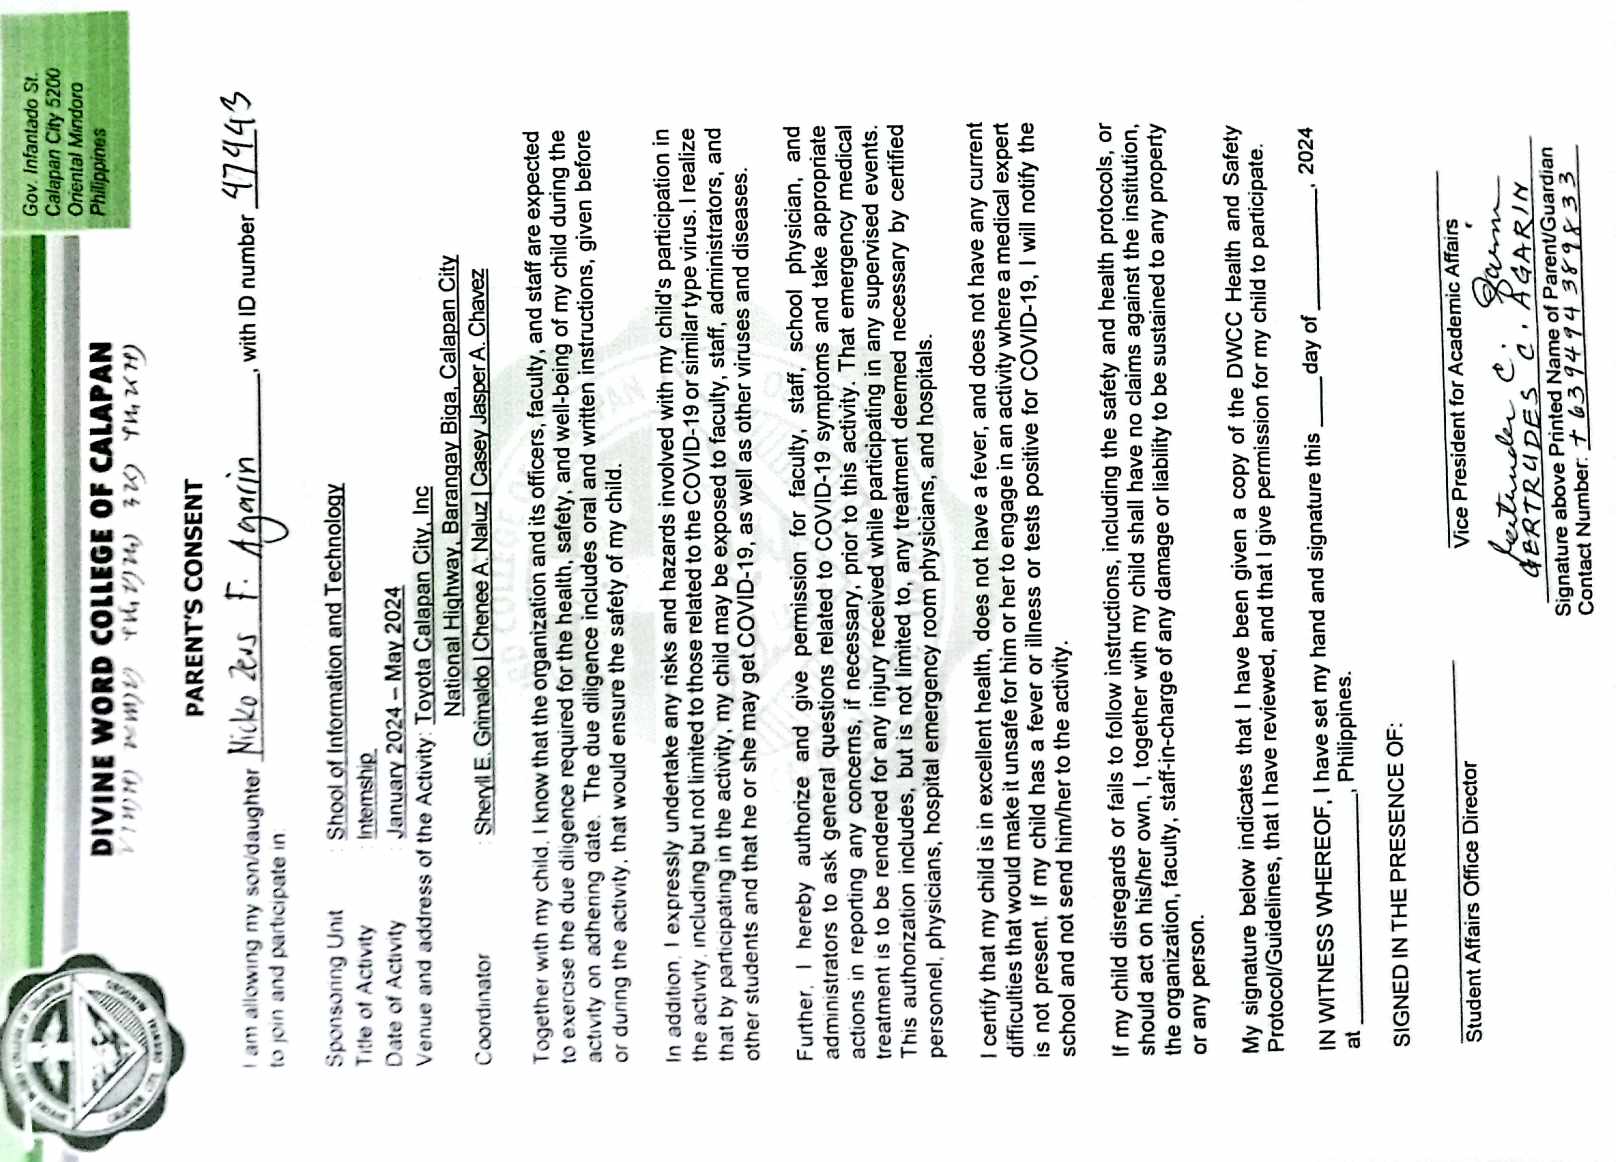 Gov. Infantado St.
Calapan City 5200
Oriental Mindoro
Philippines
DIVINE WORD COLLEGE OF CALAPAN
PARENT'S CONSENT
I am allowing my son/daughter Nicko Zeus F. Agarin, with ID number 47443
to join and participate in:
Sponsoring Unit : Shool of Information and Technology
Title of Activity : Internship
Date of Activity : January 2024 – May 2024
Venue and address of the Activity: Toyota Calapan City, Inc
National Highway, Barangay Biga, Calapan City
Coordinator : Sheryll E. Grimaldo | Chenee A. Naluz | Casey Jasper A. Chavez
Together with my child, I know that the organization and its officers, faculty, and staff are expected
to exercise the due diligence required for the health, safety, and well-being of my child during the
activity on adhering date. The due diligence includes oral and written instructions, given before
or during the activity, that would ensure the safety of my child.
In addition, I expressly undertake any risks and hazards involved with my child's participation in
the activity, including but not limited to those related to the COVID-19 or similar type virus. I realize
that by participating in the activity, my child may be exposed to faculty, staff, administrators, and
other students and that he or she may get COVID-19, as well as other viruses and diseases.
Further, I hereby authorize and give permission for faculty, staff, school physician, and
administrators to ask general questions related to COVID-19 symptoms and take appropriate
actions in reporting any concerns, if necessary, prior to this activity. That emergency medical
treatment is to be rendered for any injury received while participating in any supervised events.
This authorization includes, but is not limited to, any treatment deemed necessary by certified
personnel, physicians, hospital emergency room physicians, and hospitals.
I certify that my child is in excellent health, does not have a fever, and does not have any current
difficulties that would make it unsafe for him or her to engage in an activity where a medical expert
is not present. If my child has a fever or illness or tests positive for COVID-19, I will notify the
school and not send him/her to the activity.
If my child disregards or fails to follow instructions, including the safety and health protocols, or
should act on his/her own, I, together with my child shall have no claims against the institution,
the organization, faculty, staff-in-charge of any damage or liability to be sustained to any property
or any person.
My signature below indicates that I have been given a copy of the DWCC Health and Safety
Protocol/Guidelines, that I have reviewed, and that I give permission for my child to participate.
IN WITNESS WHEREOF, I have set my hand and signature this ____ day of __________, 2024
at ____________________, Philippines.
SIGNED IN THE PRESENCE OF:
Student Affairs Office Director
Vice President for Academic Affairs
GERTRUDES C. AGARIN
Signature above Printed Name of Parent/Guardian
Contact Number: +639494389833